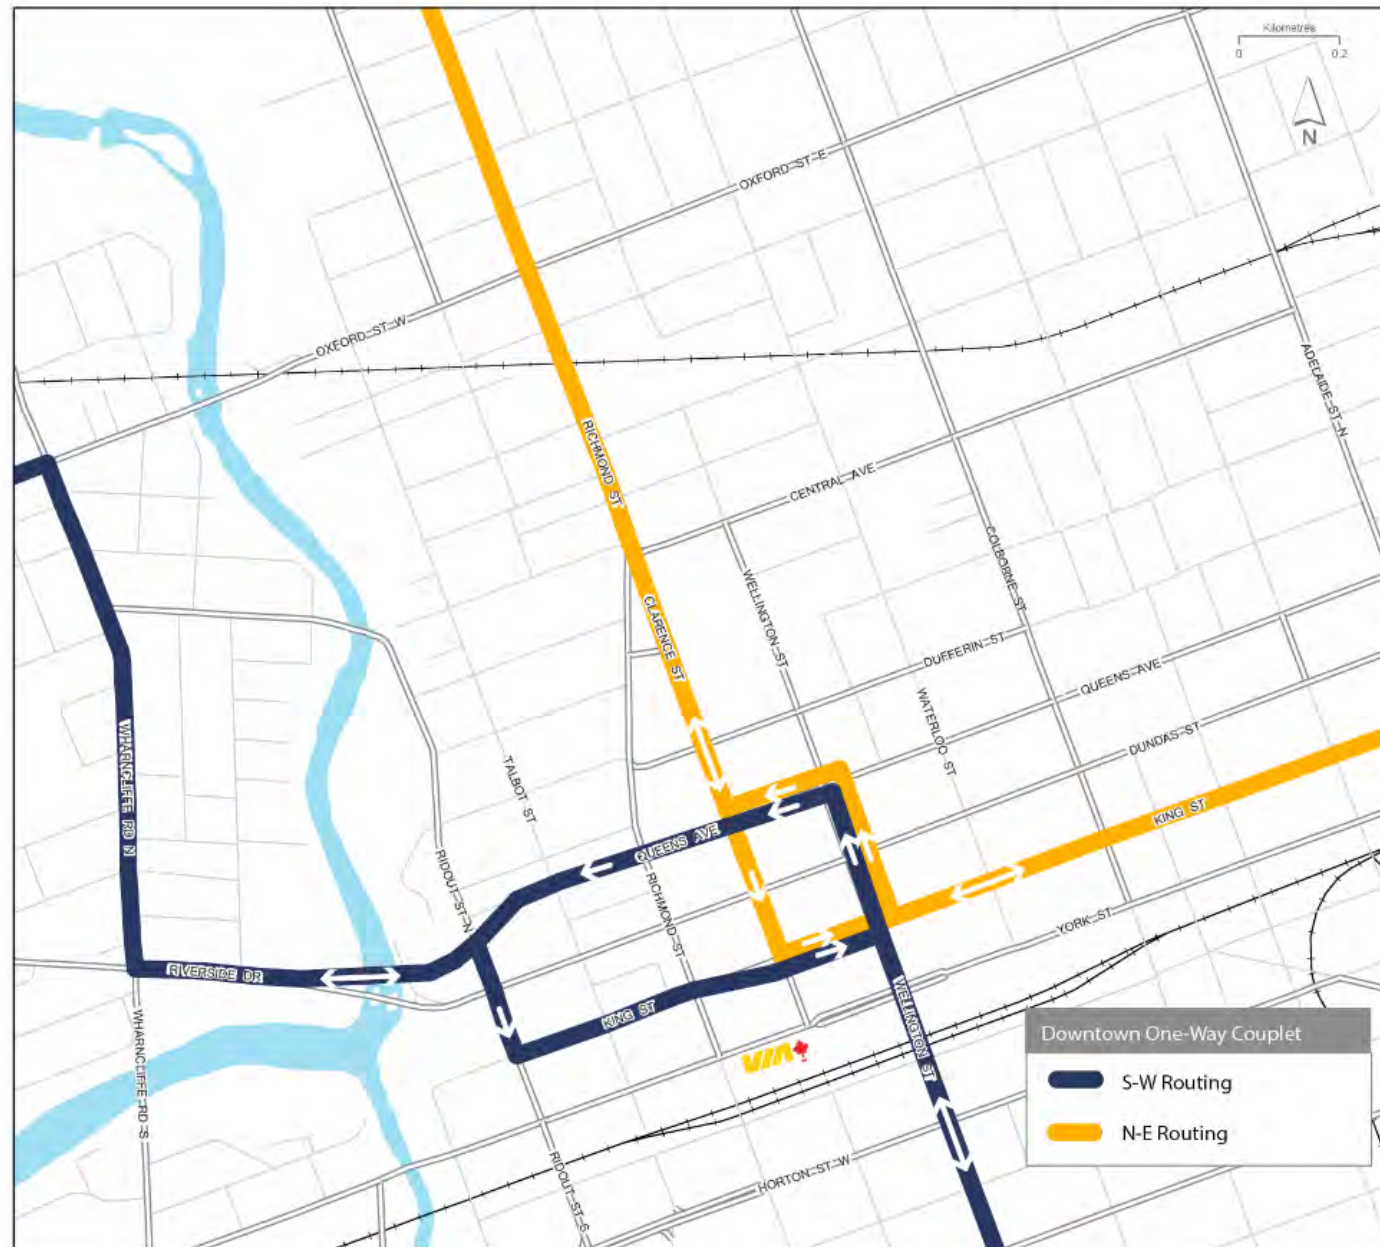 Kilometres
0 0.2
N
OXFORD ST E
OXFORD ST W
ADELAIDE ST N
RICHMOND ST
CENTRAL AVE
COLBORNE ST
WELLINGTON ST
CLARENCE ST
DUFFERIN ST
QUEENS AVE
WATERLOO ST
DUNDAS ST
WHARNCLIFFE RD N
TALBOT ST
KING ST
QUEENS AVE
RIDOUT ST N
RICHMOND ST
YORK ST
RIVERSIDE DR
KING ST
WELLINGTON ST
WHARNCLIFFE RD S
VIA
RIDOUT ST S
HORTON ST W
Downtown One-Way Couplet
S-W Routing
N-E Routing